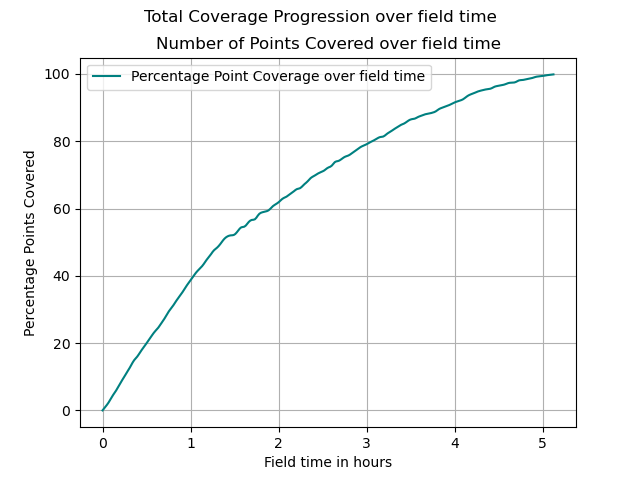 Total Coverage Progression over field time
Number of Points Covered over field time
Percentage Point Coverage over field time
Percentage Points Covered
100
80
60
40
20
0
0 1 2 3 4 5
Field time in hours